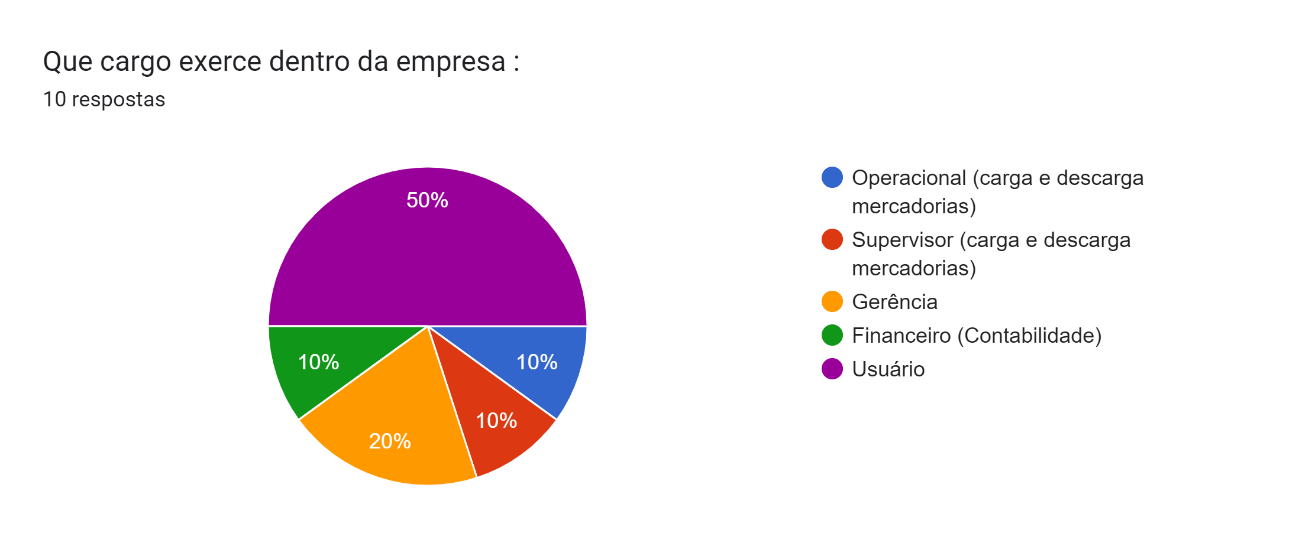 Que cargo exerce dentro da empresa :
10 respostas
50%
10%
10%
10%
20%
Operacional (carga e descarga
mercadorias)
Supervisor (carga e descarga
mercadorias)
Gerência
Financeiro (Contabilidade)
Usuário